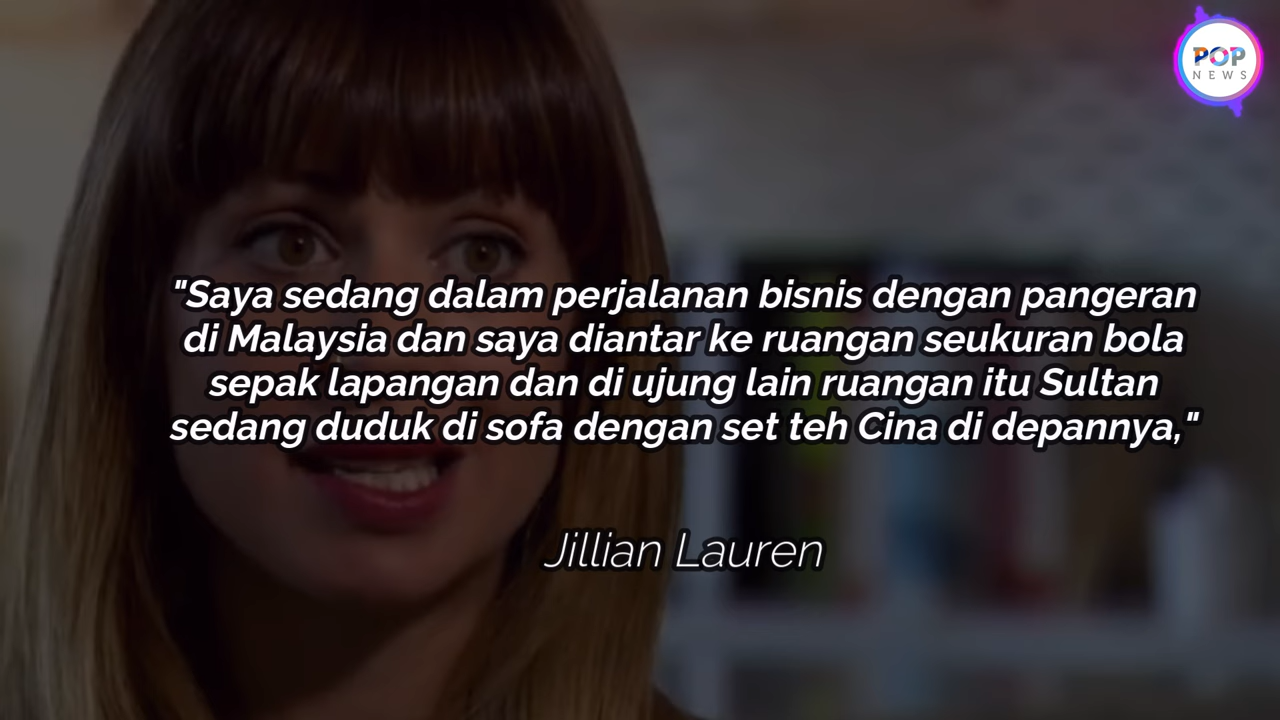 POP
NEWS
"Saya sedang dalam perjalanan bisnis dengan pangeran
di Malaysia dan saya diantar ke ruangan seukuran bola
sepak lapangan dan di ujung lain ruangan itu Sultan
sedang duduk di sofa dengan set teh Cina di depannya,"
Jillian Lauren